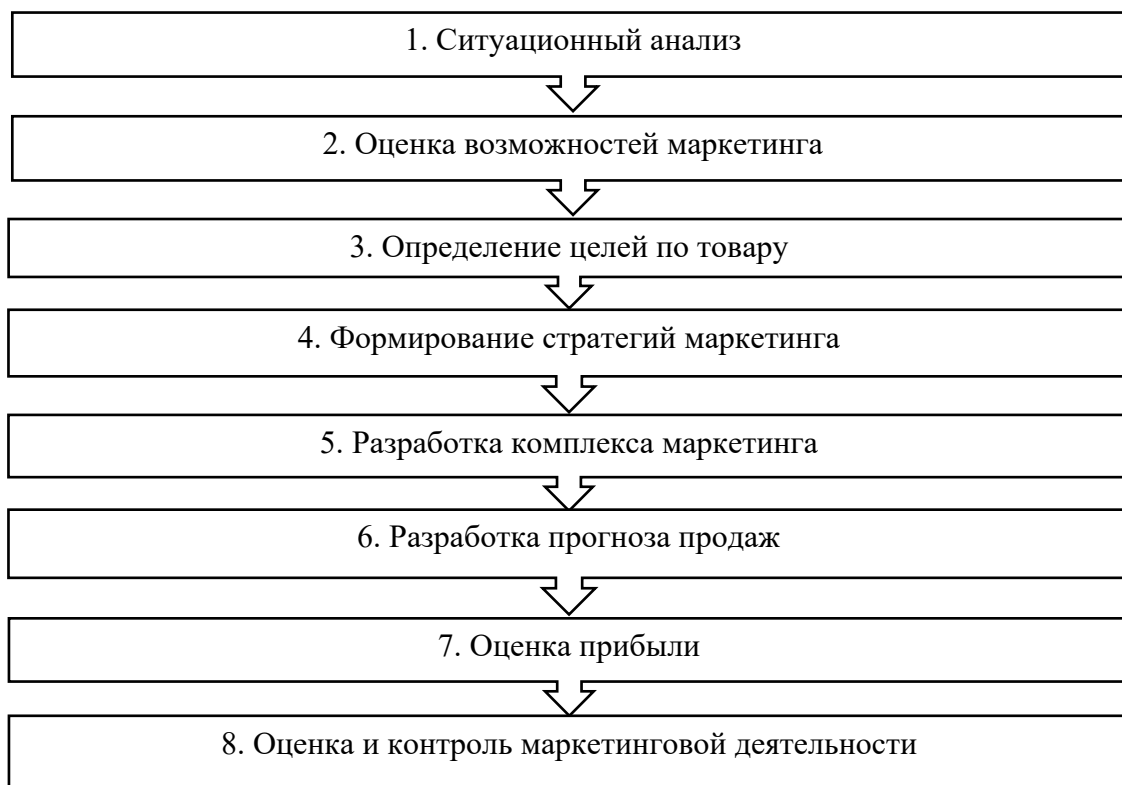 1. Ситуационный анализ
2. Оценка возможностей маркетинга
3. Определение целей по товару
4. Формирование стратегий маркетинга
5. Разработка комплекса маркетинга
6. Разработка прогноза продаж
7. Оценка прибыли
8. Оценка и контроль маркетинговой деятельности